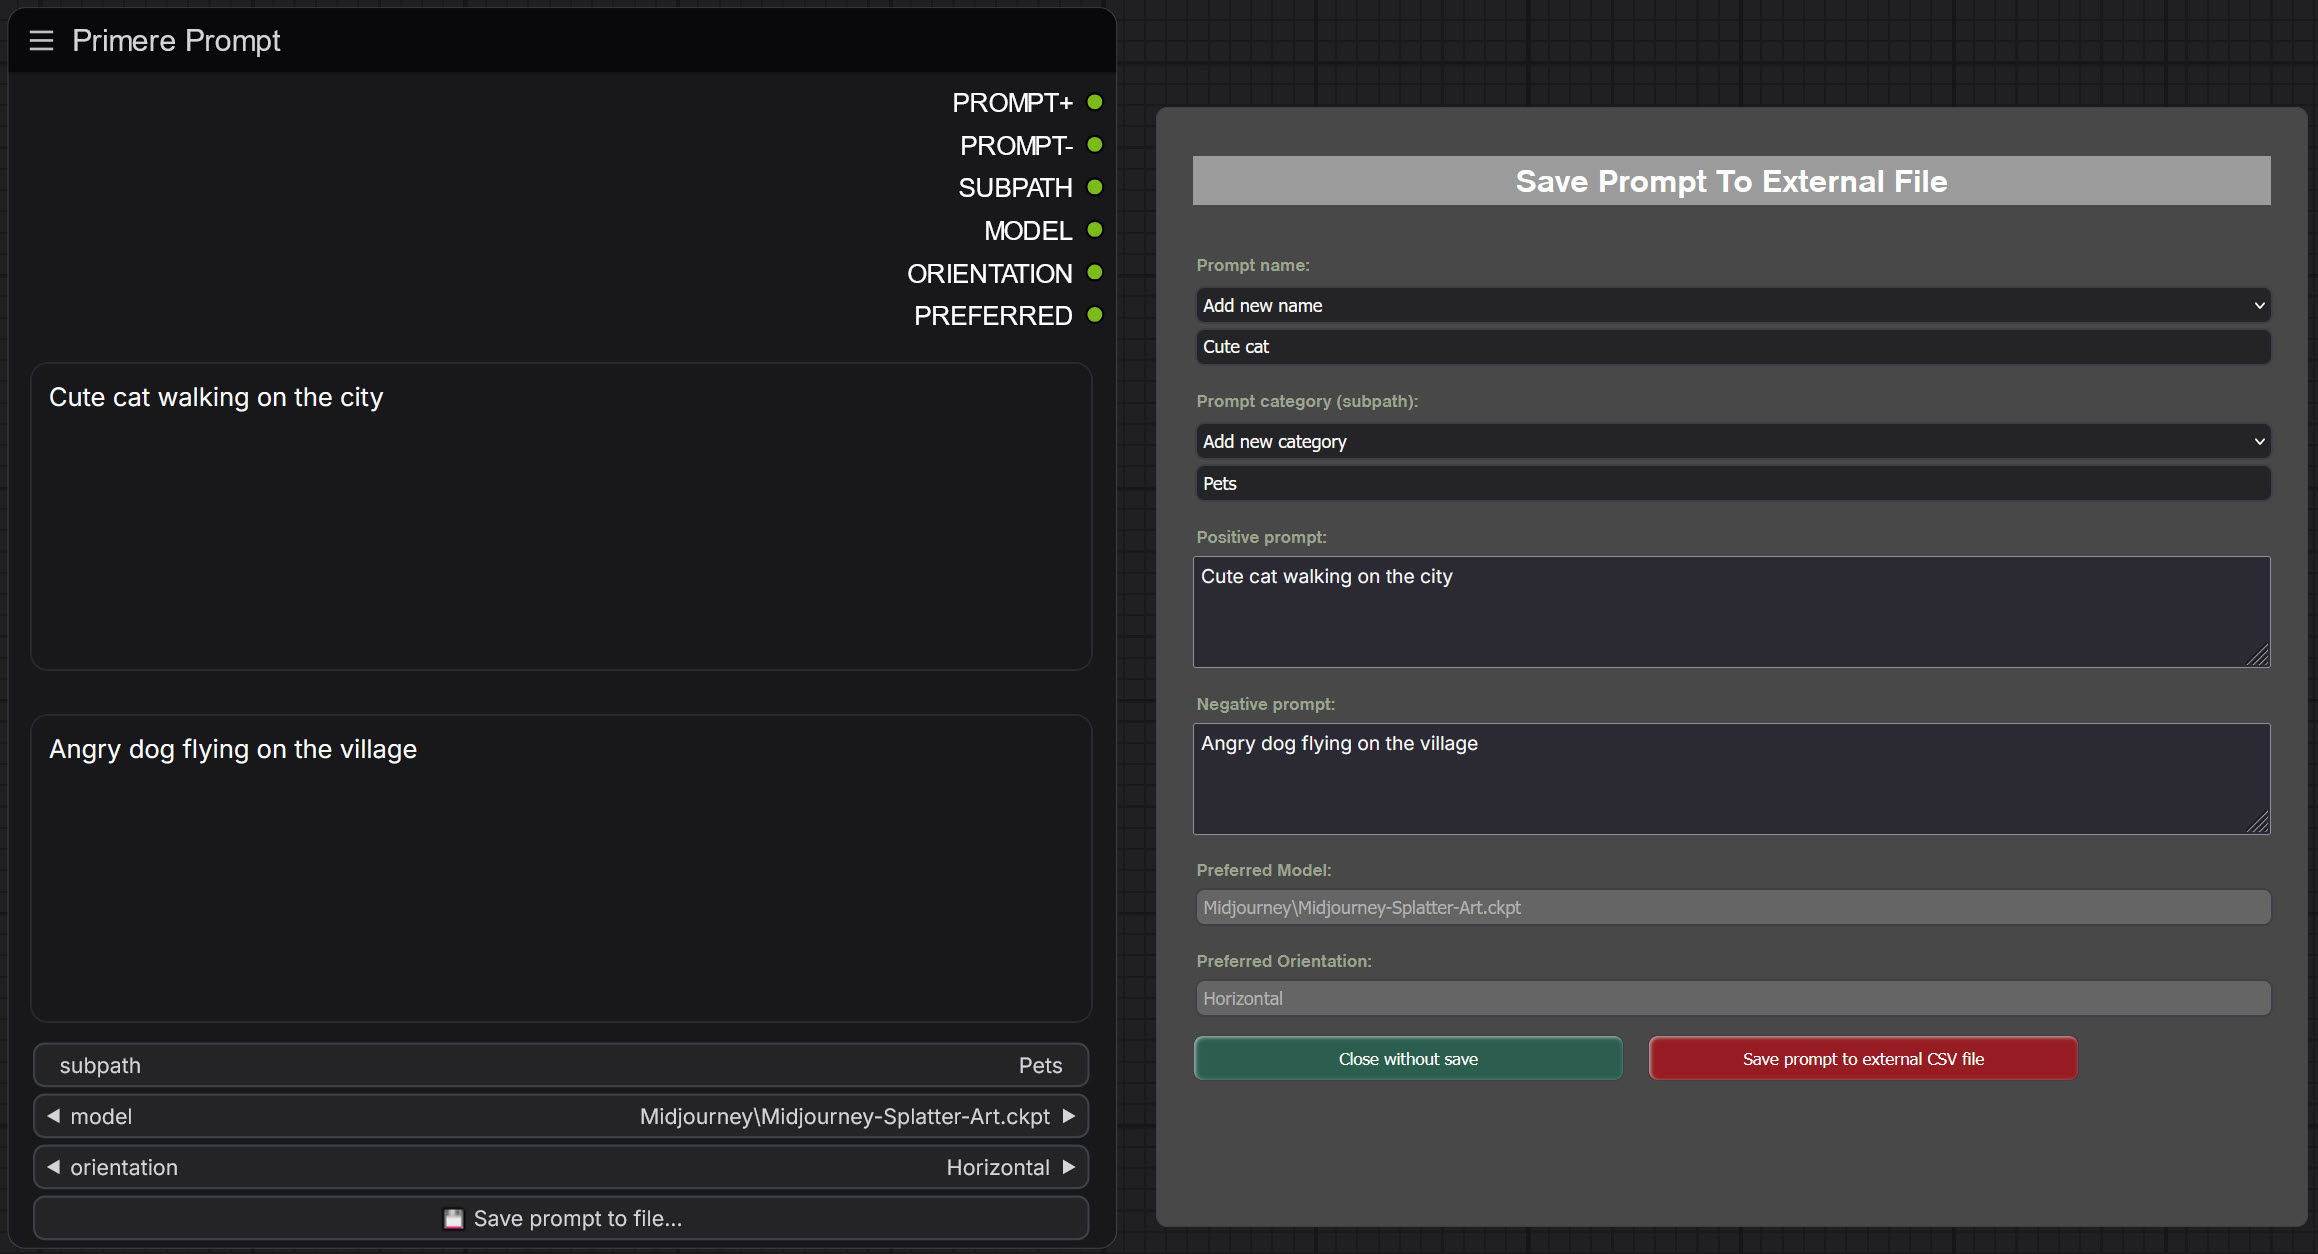 Primere Prompt
PROMPT+
PROMPT-
SUBPATH
MODEL
ORIENTATION
PREFERRED
Cute cat walking on the city
Angry dog flying on the village
subpath Pets
model Midjourney\Midjourney-Splatter-Art.ckpt
orientation Horizontal
Save prompt to file...
Save Prompt To External File
Prompt name:
Add new name
Cute cat
Prompt category (subpath):
Add new category
Pets
Positive prompt:
Cute cat walking on the city
Negative prompt:
Angry dog flying on the village
Preferred Model:
Midjourney\Midjourney-Splatter-Art.ckpt
Preferred Orientation:
Horizontal
Close without save
Save prompt to external CSV file